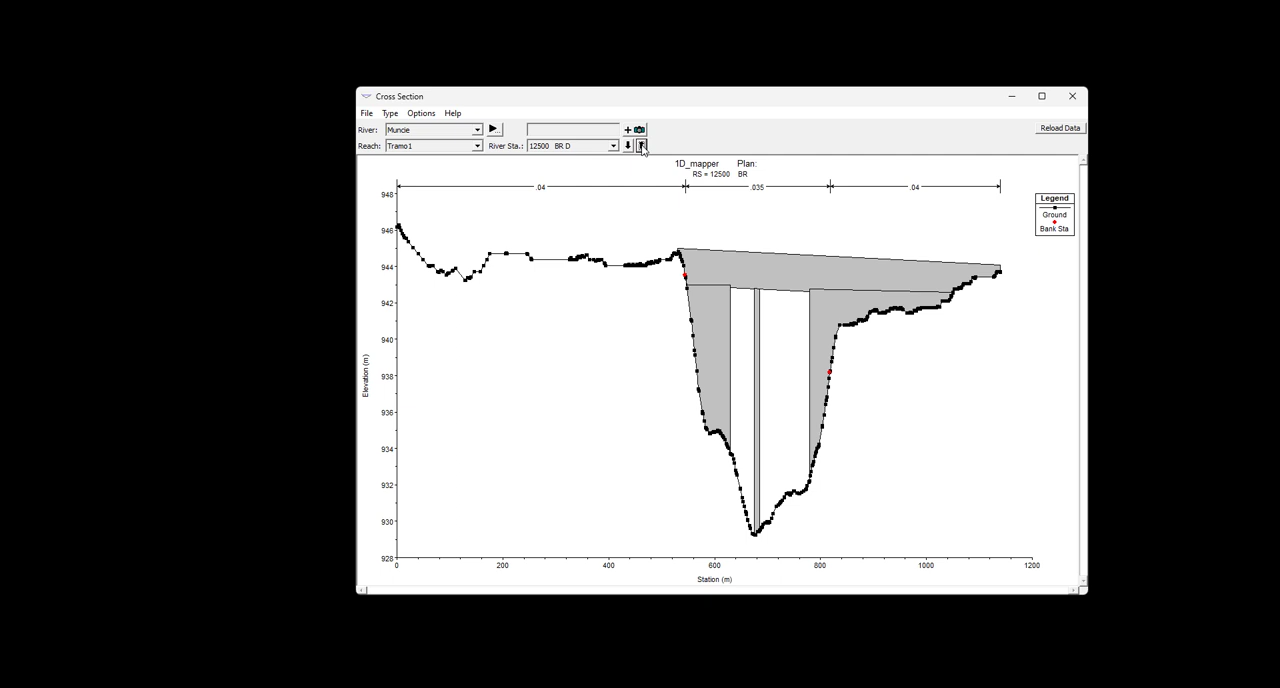 Cross Section
File Type Options Help
River: Muncie
Reload Data
Reach: Tramo1 River Sta.: 12500 BR D
1D_mapper Plan:
RS = 12500 BR
.04 .035 .04
Legend
Ground
Bank Sta
948
946
944
942
940
938
936
934
932
930
928
Elevation (m)
0 200 400 600 800 1000 1200
Station (m)